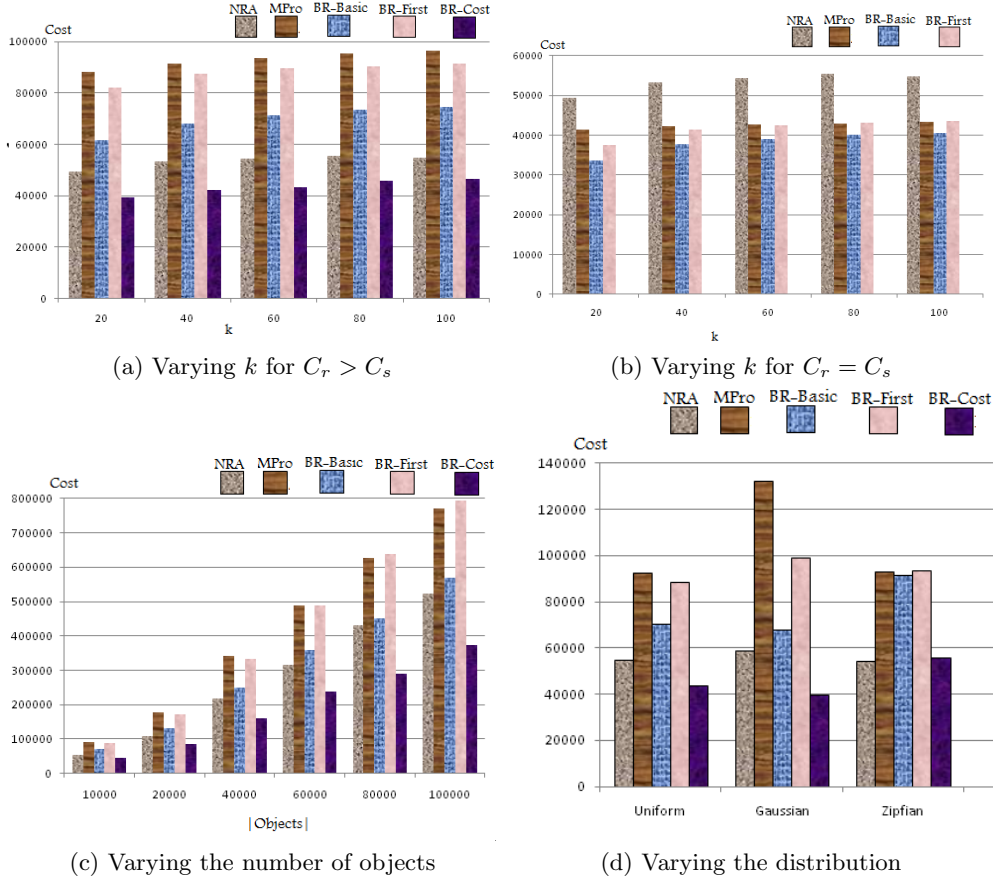 NRA MPro BR-Basic BR-First BR-Cost
Cost
100000
80000
60000
40000
20000
0
20 40 60 80 100
k
(a) Varying k for Cr > Cs
NRA MPro BR-Basic BR-First
Cost
60000
50000
40000
30000
20000
10000
0
20 40 60 80 100
k
(b) Varying k for Cr = Cs
NRA MPro BR-Basic BR-First BR-Cost
Cost
800000
700000
600000
500000
400000
300000
200000
100000
0
10000 20000 40000 60000 80000 100000
|Objects|
(c) Varying the number of objects
NRA MPro BR-Basic BR-First BR-Cost
Cost
140000
120000
100000
80000
60000
40000
20000
0
Uniform Gaussian Zipfian
(d) Varying the distribution